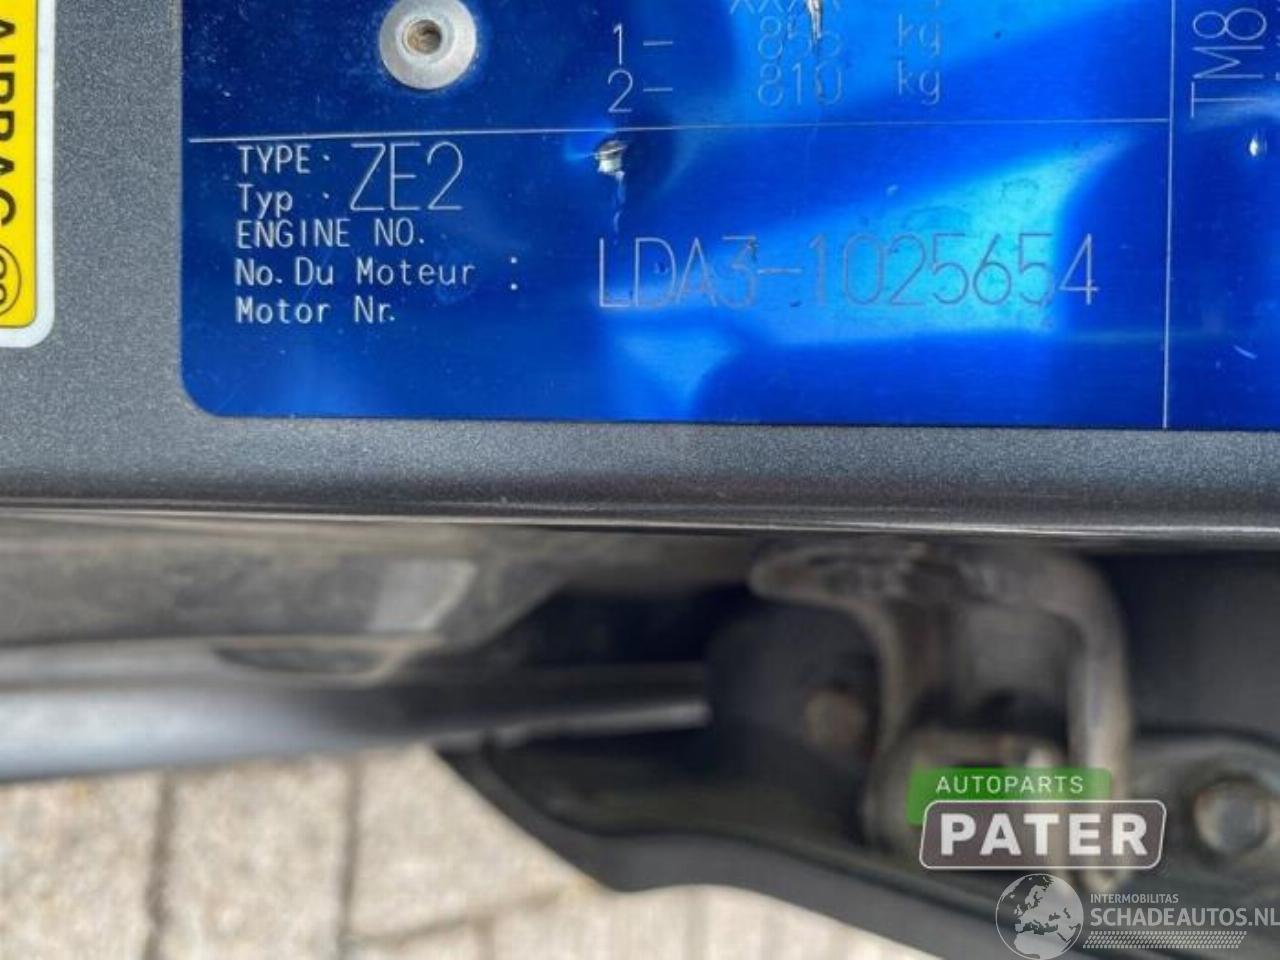 AIRBAG
1- 855 kg
2- 810 kg
TM8
TYPE · ZE2
Typ ·
ENGINE NO.
No. Du Moteur : LDA3-1025654
Motor Nr.
AUTOPARTS
PATER
INTERMOBILITAS
SCHADEAUTOS.NL